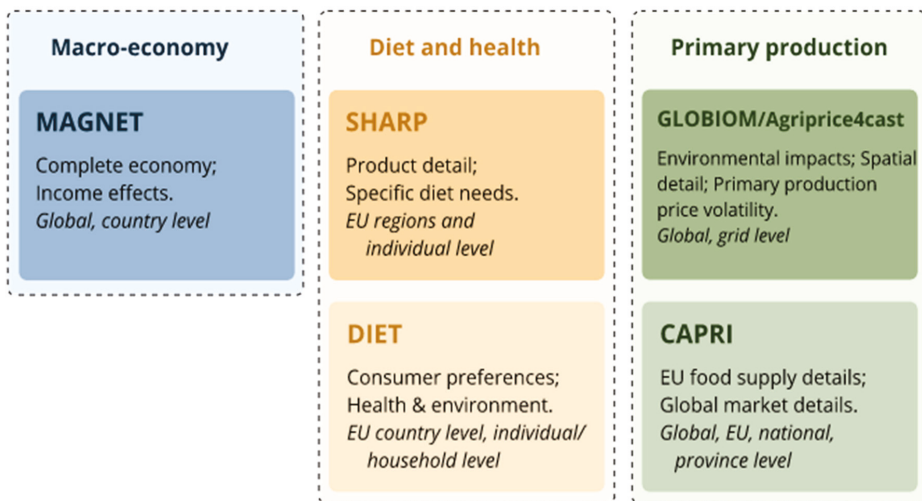 Macro-economy
MAGNET
Complete economy;
Income effects.
Global, country level
Diet and health
SHARP
Product detail;
Specific diet needs.
EU regions and
individual level
DIET
Consumer preferences;
Health & environment.
EU country level, individual/
household level
Primary production
GLOBIOM/Agriprice4cast
Environmental impacts; Spatial
detail; Primary production
price volatility.
Global, grid level
CAPRI
EU food supply details;
Global market details.
Global, EU, national,
province level